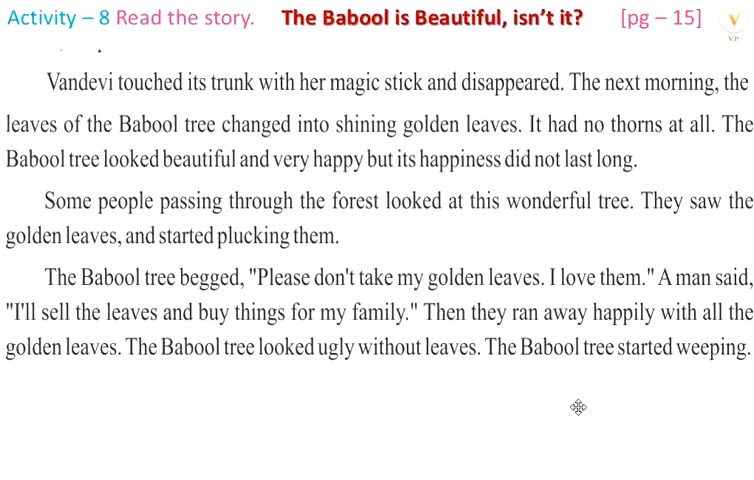 Activity – 8 Read the story. The Babool is Beautiful, isn't it? [pg – 15]
V
V.P
Vandevi touched its trunk with her magic stick and disappeared. The next morning, the
leaves of the Babool tree changed into shining golden leaves. It had no thorns at all. The
Babool tree looked beautiful and very happy but its happiness did not last long.
Some people passing through the forest looked at this wonderful tree. They saw the
golden leaves, and started plucking them.
The Babool tree begged, "Please don't take my golden leaves. I love them." A man said,
"I'll sell the leaves and buy things for my family." Then they ran away happily with all the
golden leaves. The Babool tree looked ugly without leaves. The Babool tree started weeping.